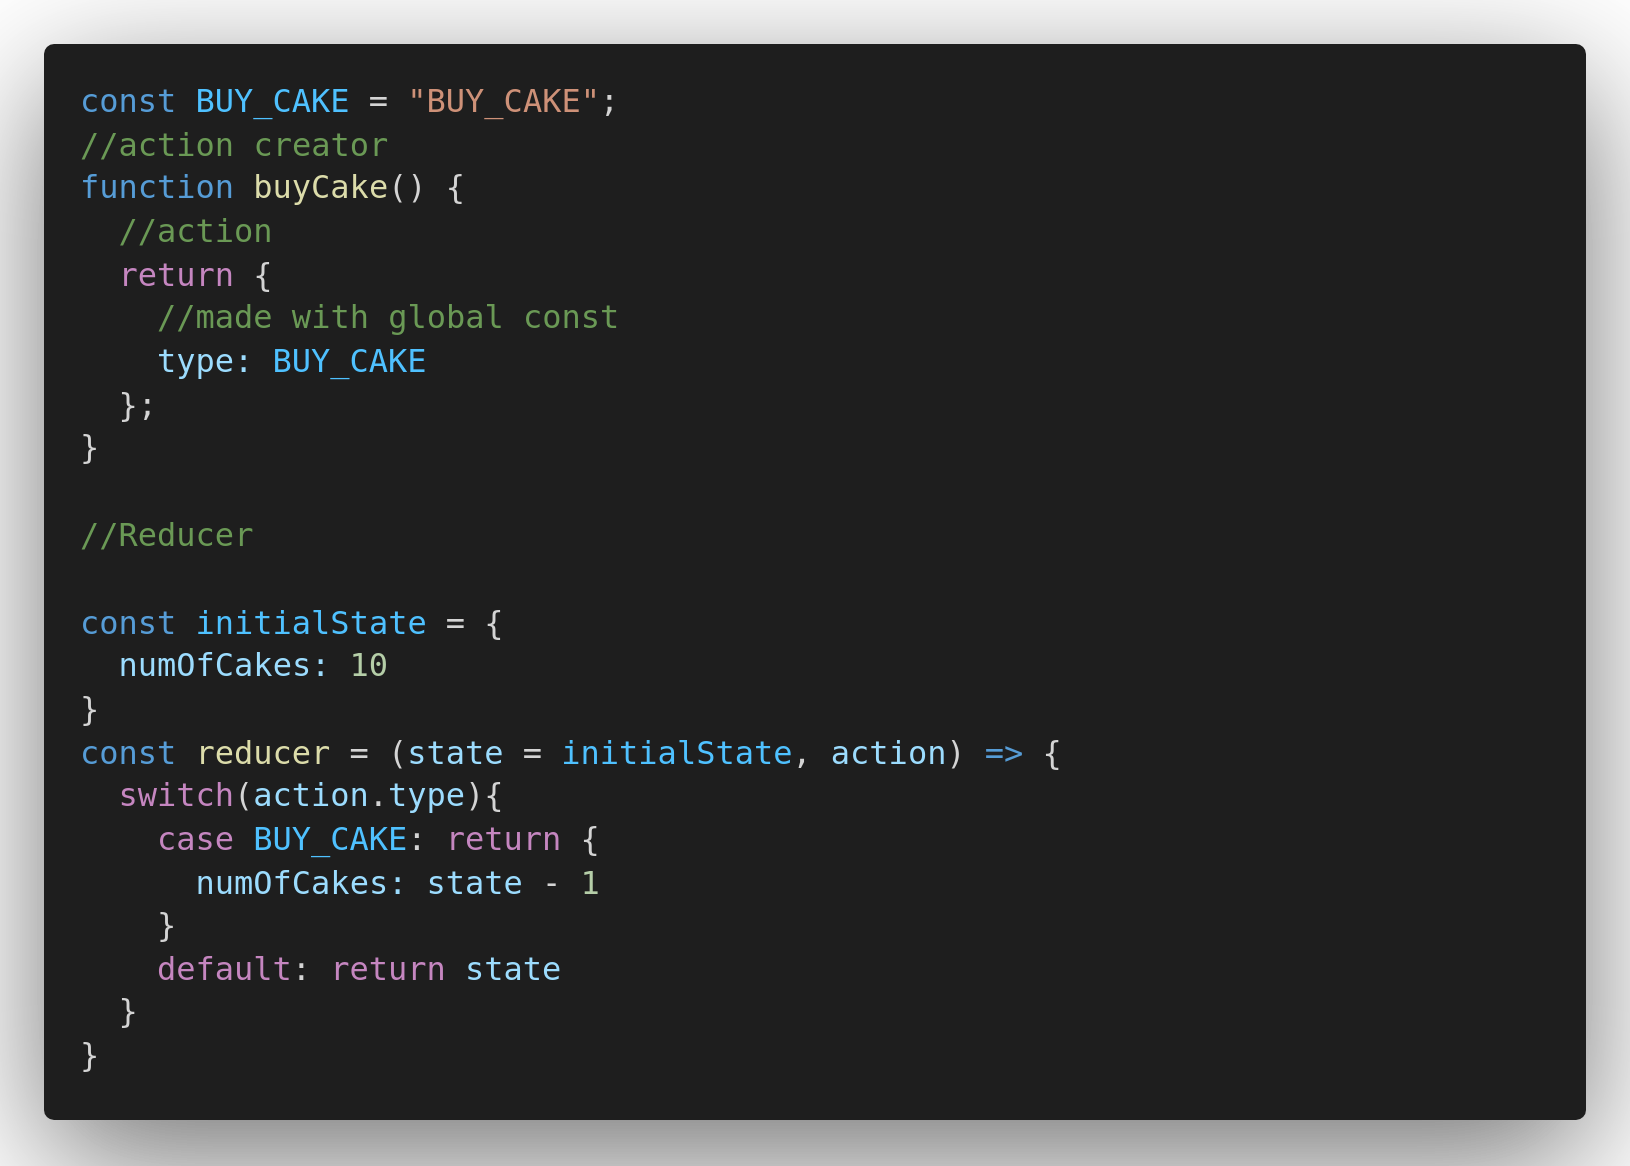 const BUY_CAKE = "BUY_CAKE";
//action creator
function buyCake() {
  //action
  return {
    //made with global const
    type: BUY_CAKE
  };
}

//Reducer

const initialState = {
  numOfCakes: 10
}
const reducer = (state = initialState, action) => {
  switch(action.type){
    case BUY_CAKE: return {
      numOfCakes: state - 1
    }
    default: return state
  }
}